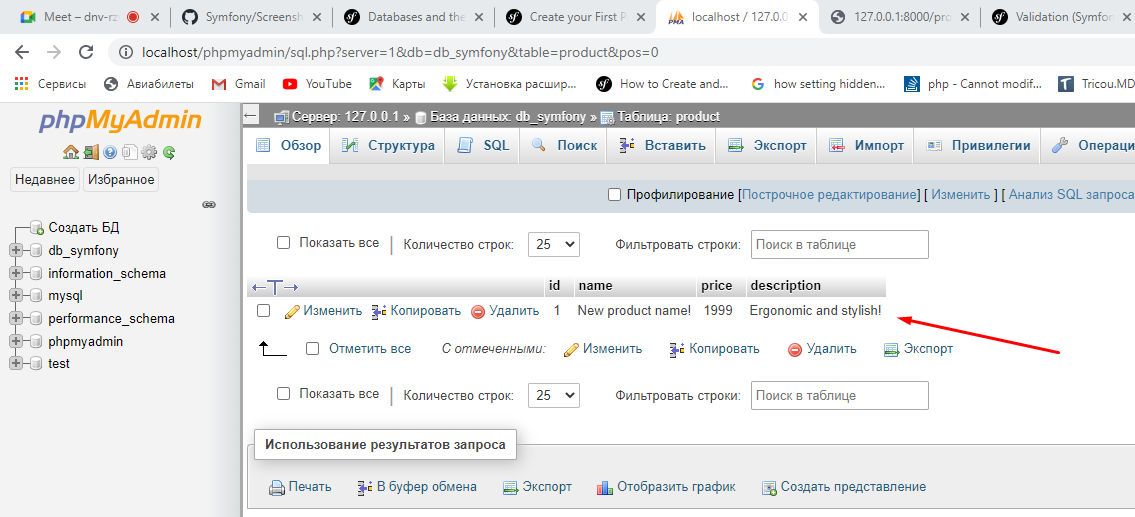 Meet – dnv-rz
Symfony/Screensh
Databases and the
Create your First P
localhost / 127.0.0
127.0.0.1:8000/pro
Validation (Symfon
localhost/phpmyadmin/sql.php?server=1&db=db_symfony&table=product&pos=0
Сервисы Авиабилеты Gmail YouTube Карты Установка расшир... How to Create and... how setting hidden... php - Cannot modif... Tricou.MD
phpMyAdmin
Недавнее Избранное
Создать БД
db_symfony
information_schema
mysql
performance_schema
phpmyadmin
test
Сервер: 127.0.0.1 » База данных: db_symfony » Таблица: product
Обзор Структура SQL Поиск Вставить Экспорт Импорт Привилегии Операци
Профилирование [Построчное редактирование] [ Изменить ] [ Анализ SQL запроса
Показать все Количество строк: 25 Фильтровать строки: Поиск в таблице
←T→ id name price description
Изменить Копировать Удалить 1 New product name! 1999 Ergonomic and stylish!
Отметить все С отмеченными: Изменить Копировать Удалить Экспорт
Показать все Количество строк: 25 Фильтровать строки: Поиск в таблице
Использование результатов запроса
Печать В буфер обмена Экспорт Отобразить график Создать представление